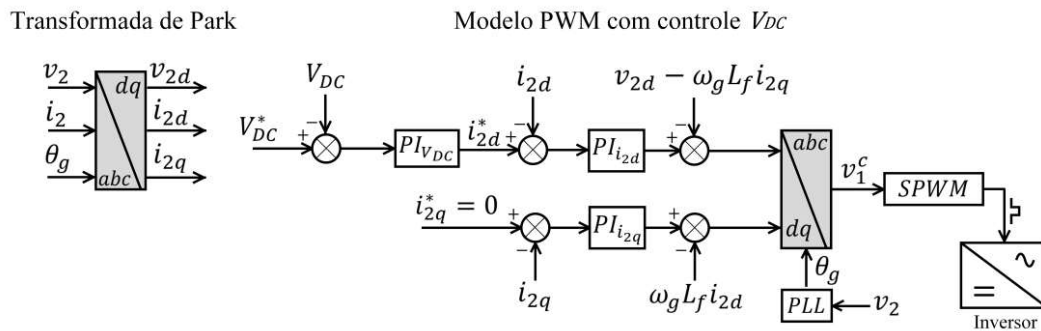 Transformada de Park
Modelo PWM com controle V_DC
v_2
i_2
θ_g
dq
abc
v_2d
i_2d
i_2q
V_DC
V*_DC
+
−
PI_V_DC
i*_2d
i_2d
+
−
PI_i_2d
v_2d − ω_g L_f i_2q
+
−
i*_2q = 0
+
−
i_2q
PI_i_2q
+
−
ω_g L_f i_2d
abc
dq
θ_g
PLL
v_2
v_1^c
SPWM
~
=
Inversor